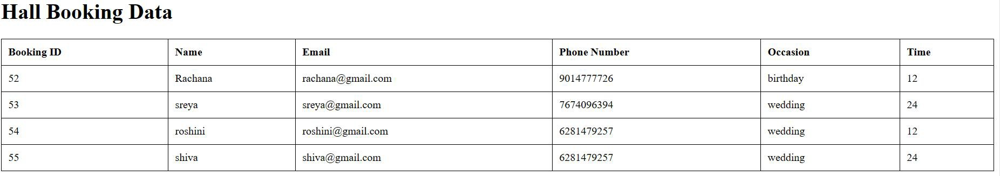 Hall Booking Data
Booking ID Name Email Phone Number Occasion Time
52 Rachana rachana@gmail.com 9014777726 birthday 12
53 sreya sreya@gmail.com 7674096394 wedding 24
54 roshini roshini@gmail.com 6281479257 wedding 12
55 shiva shiva@gmail.com 6281479257 wedding 24